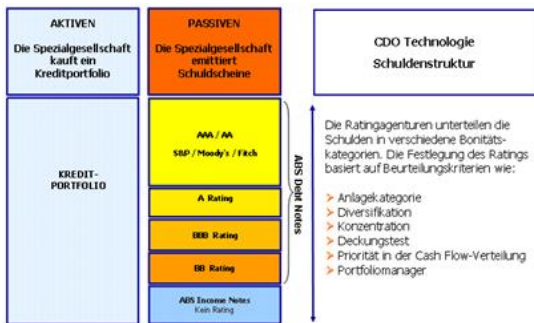 AKTIVEN
Die Spezialgesellschaft
kauft ein
Kreditportfolio
PASSIVEN
Die Spezialgesellschaft
emittiert
Schuldscheine
CDO Technologie
Schuldenstruktur
KREDIT-
PORTFOLIO
AAA / AA
S&P / Moody's / Fitch
A Rating
BBB Rating
BB Rating
ABS Income Notes
Kein Rating
ABS Debt Notes
Die Ratingagenturen unterteilen die
Schulden in verschiedene Bonitäts-
kategorien. Die Festlegung des Ratings
basiert auf Beurteilungskriterien wie:
Anlagekategorie
Diversifikation
Konzentration
Deckungstest
Priorität in der Cash Flow-Verteilung
Portfoliomanager